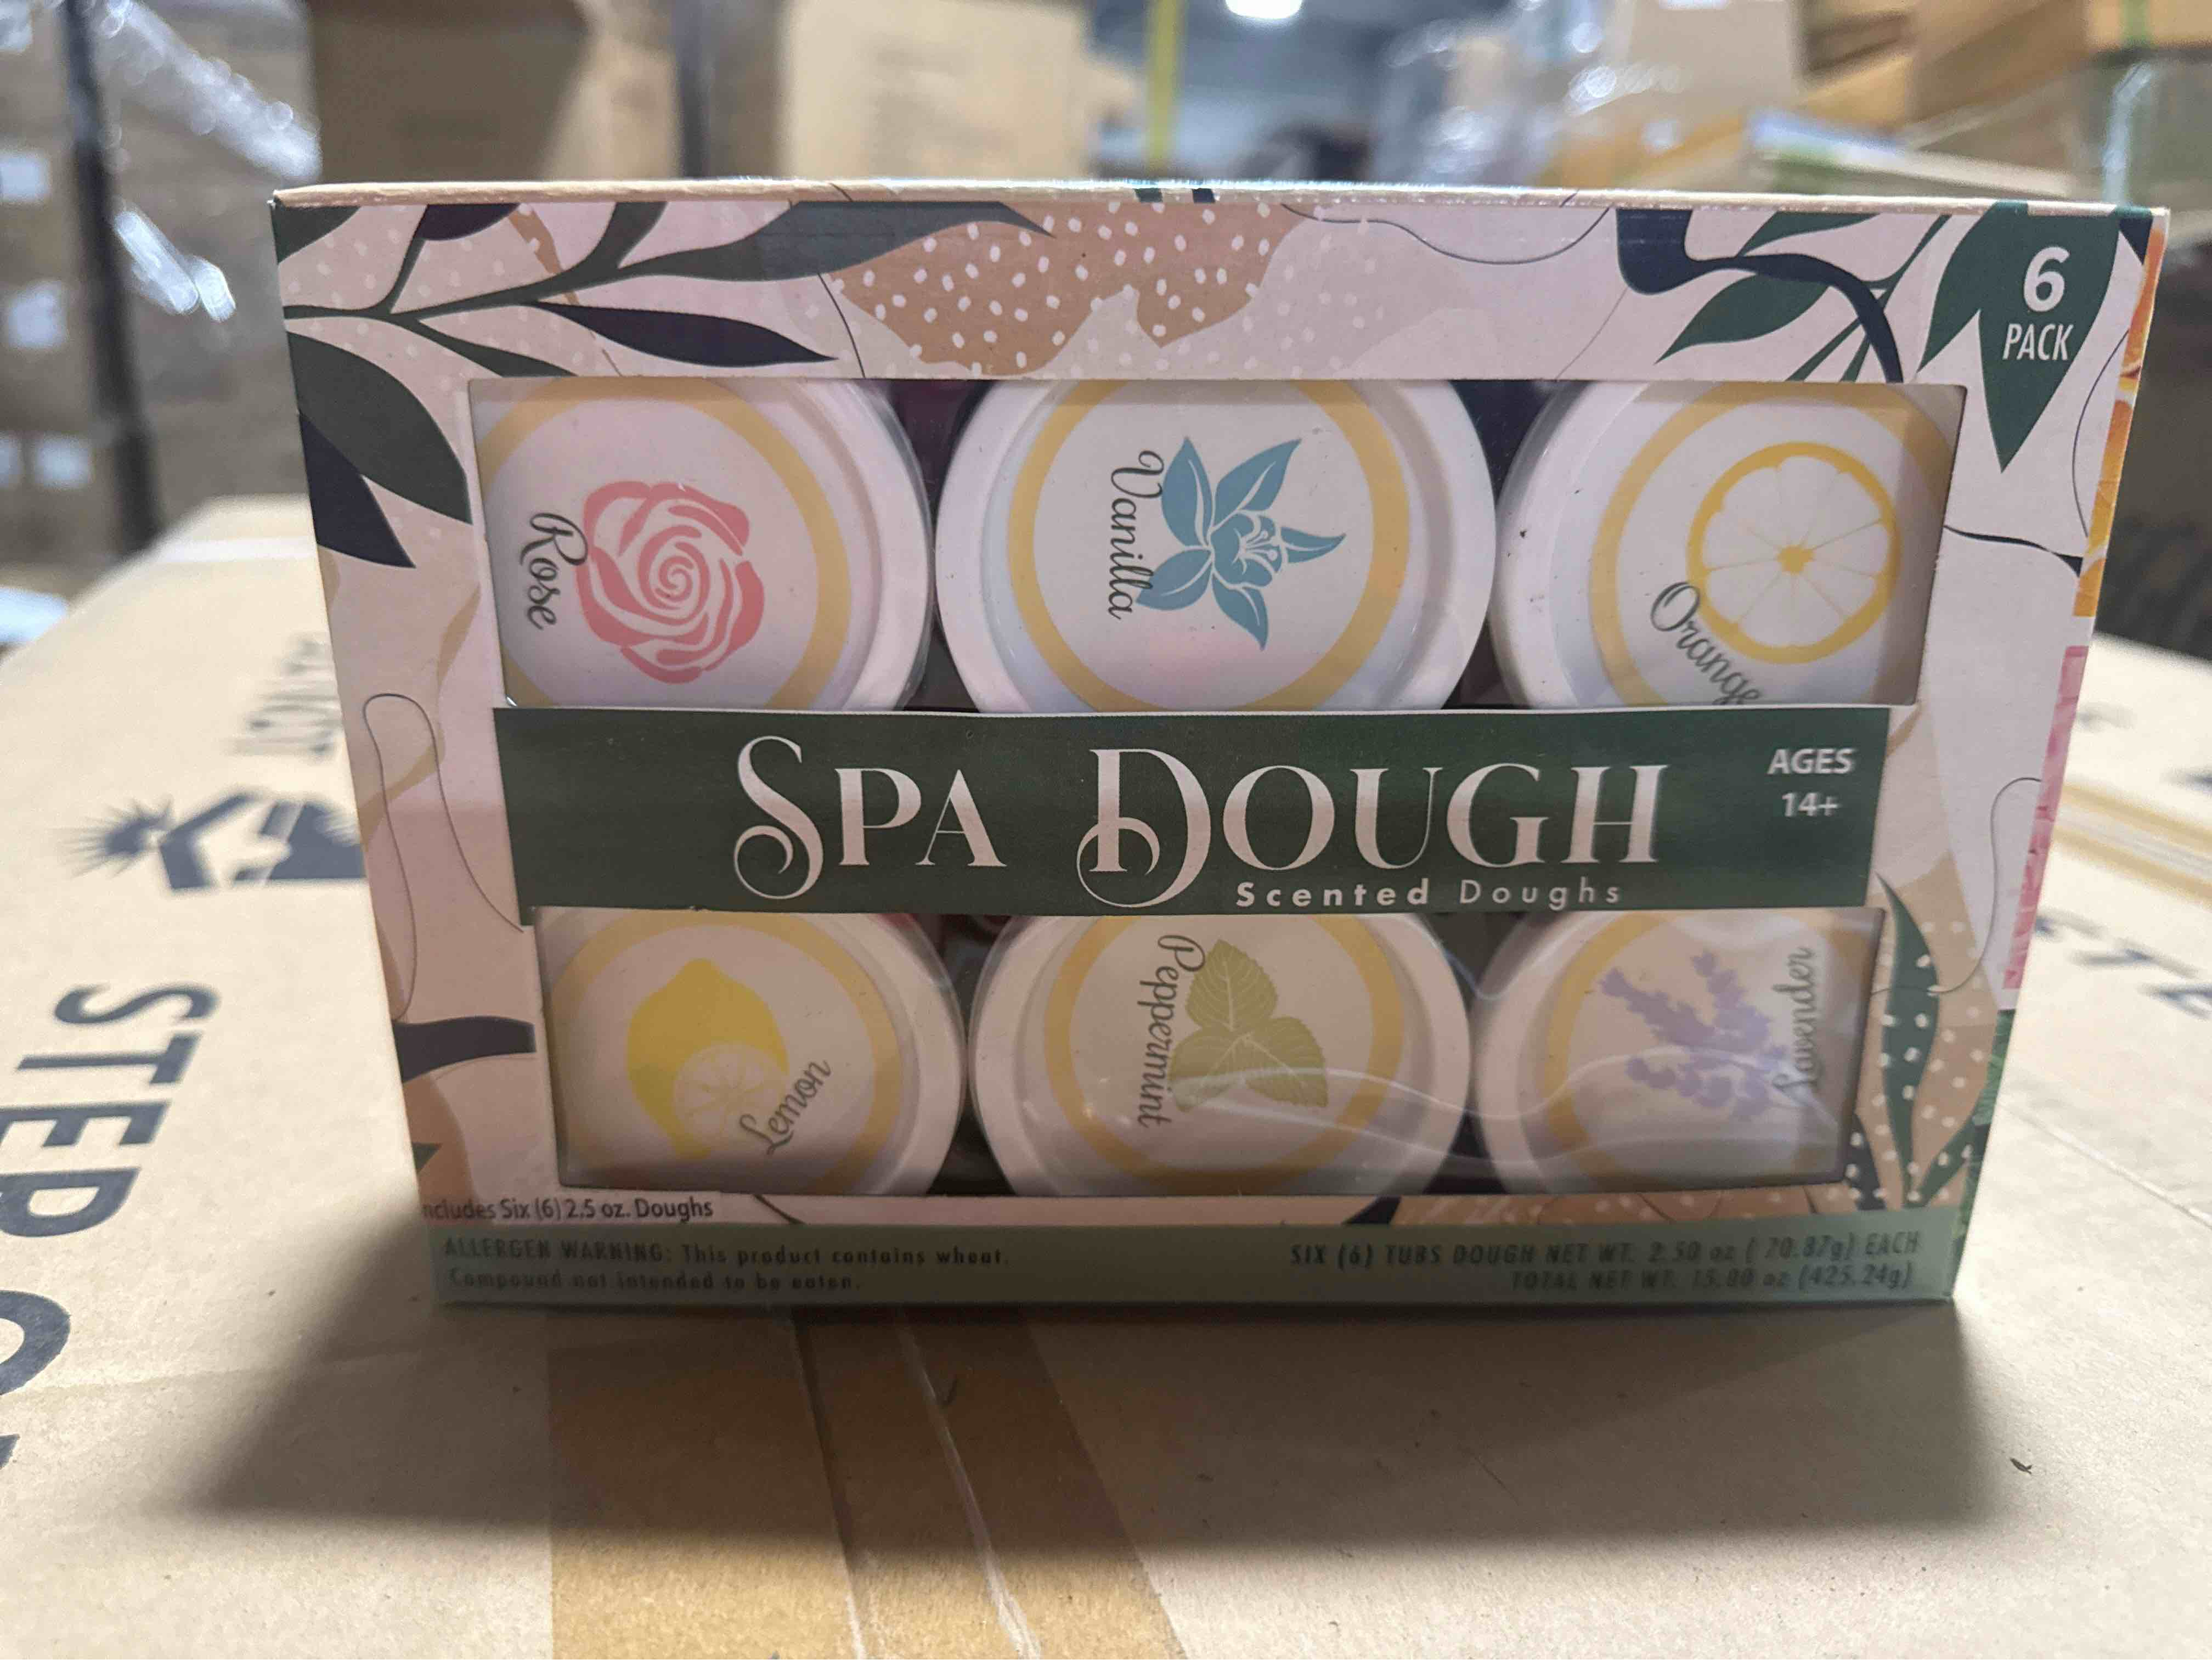 6
PACK
Rose
Vanilla
Orange
SPA DOUGH
Scented Doughs
AGES
14+
Lemon
Peppermint
Lavender
ncludes Six (6) 2.5 oz. Doughs
ALLERGEN WARNING: This product contains wheat.
Compound not intended to be eaten.
SIX (6) TUBS DOUGH NET WT. 2.50 oz ( 70.87g) EACH
TOTAL NET WT. 15.00 oz (425.24g)
STEP